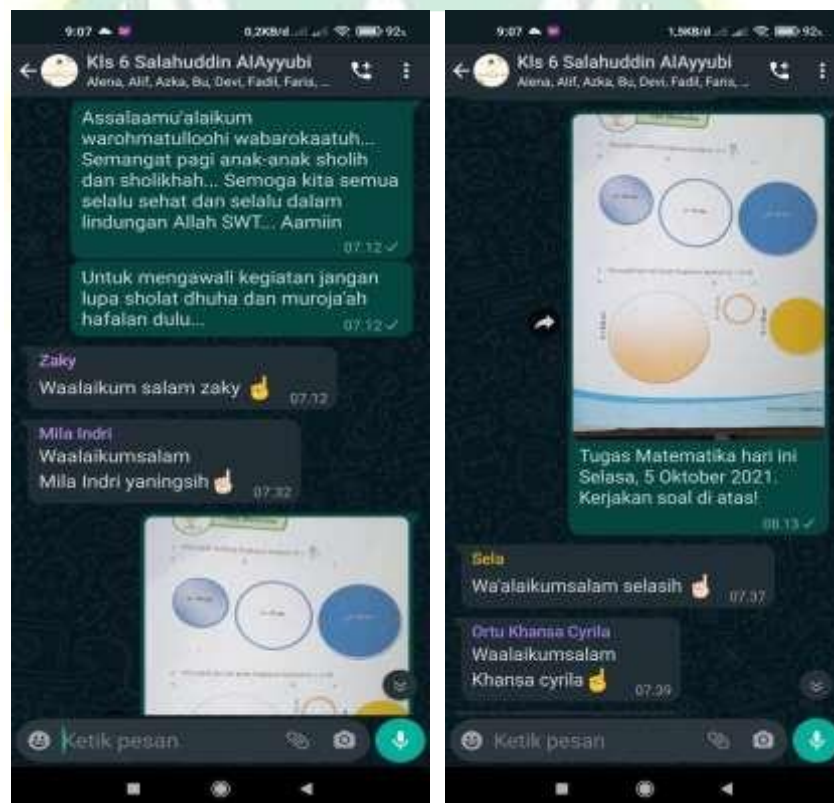 9:07
0,2KB/d
92
Kls 6 Salahuddin AlAyyubi
Alena, Alif, Azka, Bu, Devi, Fadil, Faris, ...
Assalaamu'alaikum
warohmatulloohi wabarokaatuh...
Semangat pagi anak-anak sholih
dan sholikhah... Semoga kita semua
selalu sehat dan selalu dalam
lindungan Allah SWT... Aamiin
07.12
Untuk mengawali kegiatan jangan
lupa sholat dhuha dan muroja'ah
hafalan dulu...
07.12
Zaky
Waalaikum salam zaky
07.12
Mila Indri
Waalaikumsalam
Mila Indri yaningsih
07.32
Ketik pesan
9:07
92
Kls 6 Salahuddin AlAyyubi
Alena, Alif, Azka, Bu, Devi, Fadil, Faris, ...
Tugas Matematika hari ini
Selasa, 5 Oktober 2021.
Kerjakan soal di atas!
08.13
Sela
Wa'alaikumsalam selasih
07.37
Ortu Khansa Cyrila
Waalaikumsalam
Khansa cyrila
07.39
Ketik pesan